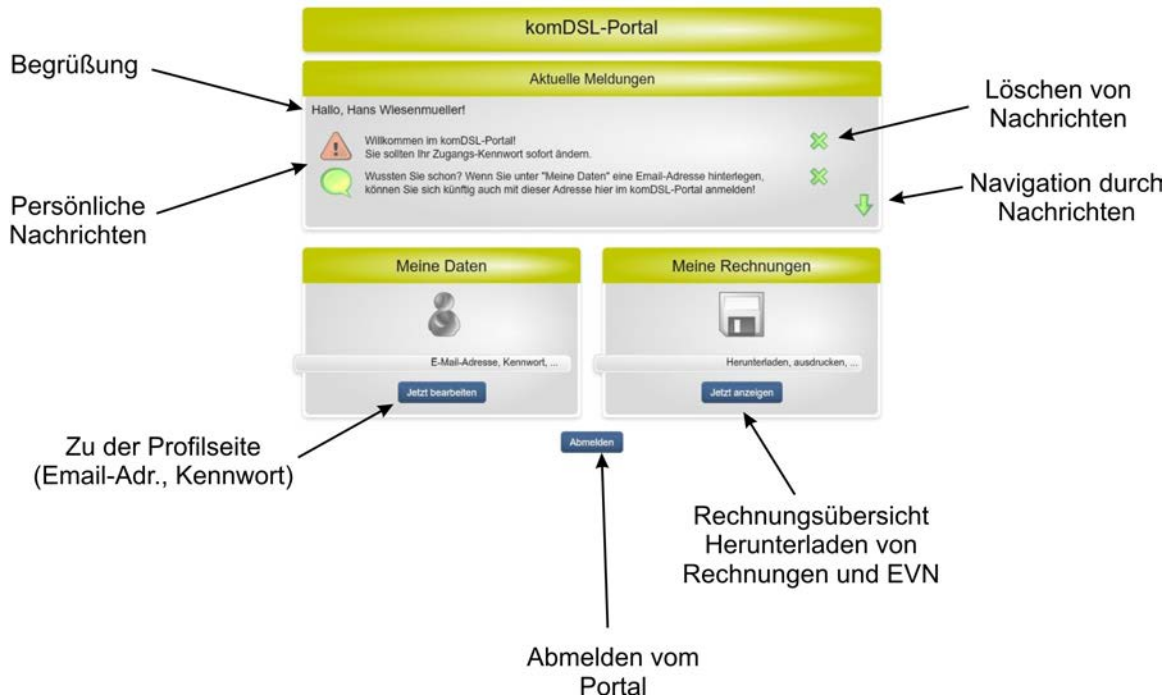 komDSL-Portal
Begrüßung
Aktuelle Meldungen
Hallo, Hans Wiesenmueller!
Löschen von
Nachrichten
Willkommen im komDSL-Portal!
Sie sollten Ihr Zugangs-Kennwort sofort ändern.
Wussten Sie schon? Wenn Sie unter "Meine Daten" eine Email-Adresse hinterlegen,
können Sie sich künftig auch mit dieser Adresse hier im komDSL-Portal anmelden!
Persönliche
Nachrichten
Navigation durch
Nachrichten
Meine Daten
E-Mail-Adresse, Kennwort, ...
Jetzt bearbeiten
Meine Rechnungen
Herunterladen, ausdrucken, ...
Jetzt anzeigen
Abmelden
Zu der Profilseite
(Email-Adr., Kennwort)
Rechnungsübersicht
Herunterladen von
Rechnungen und EVN
Abmelden vom
Portal